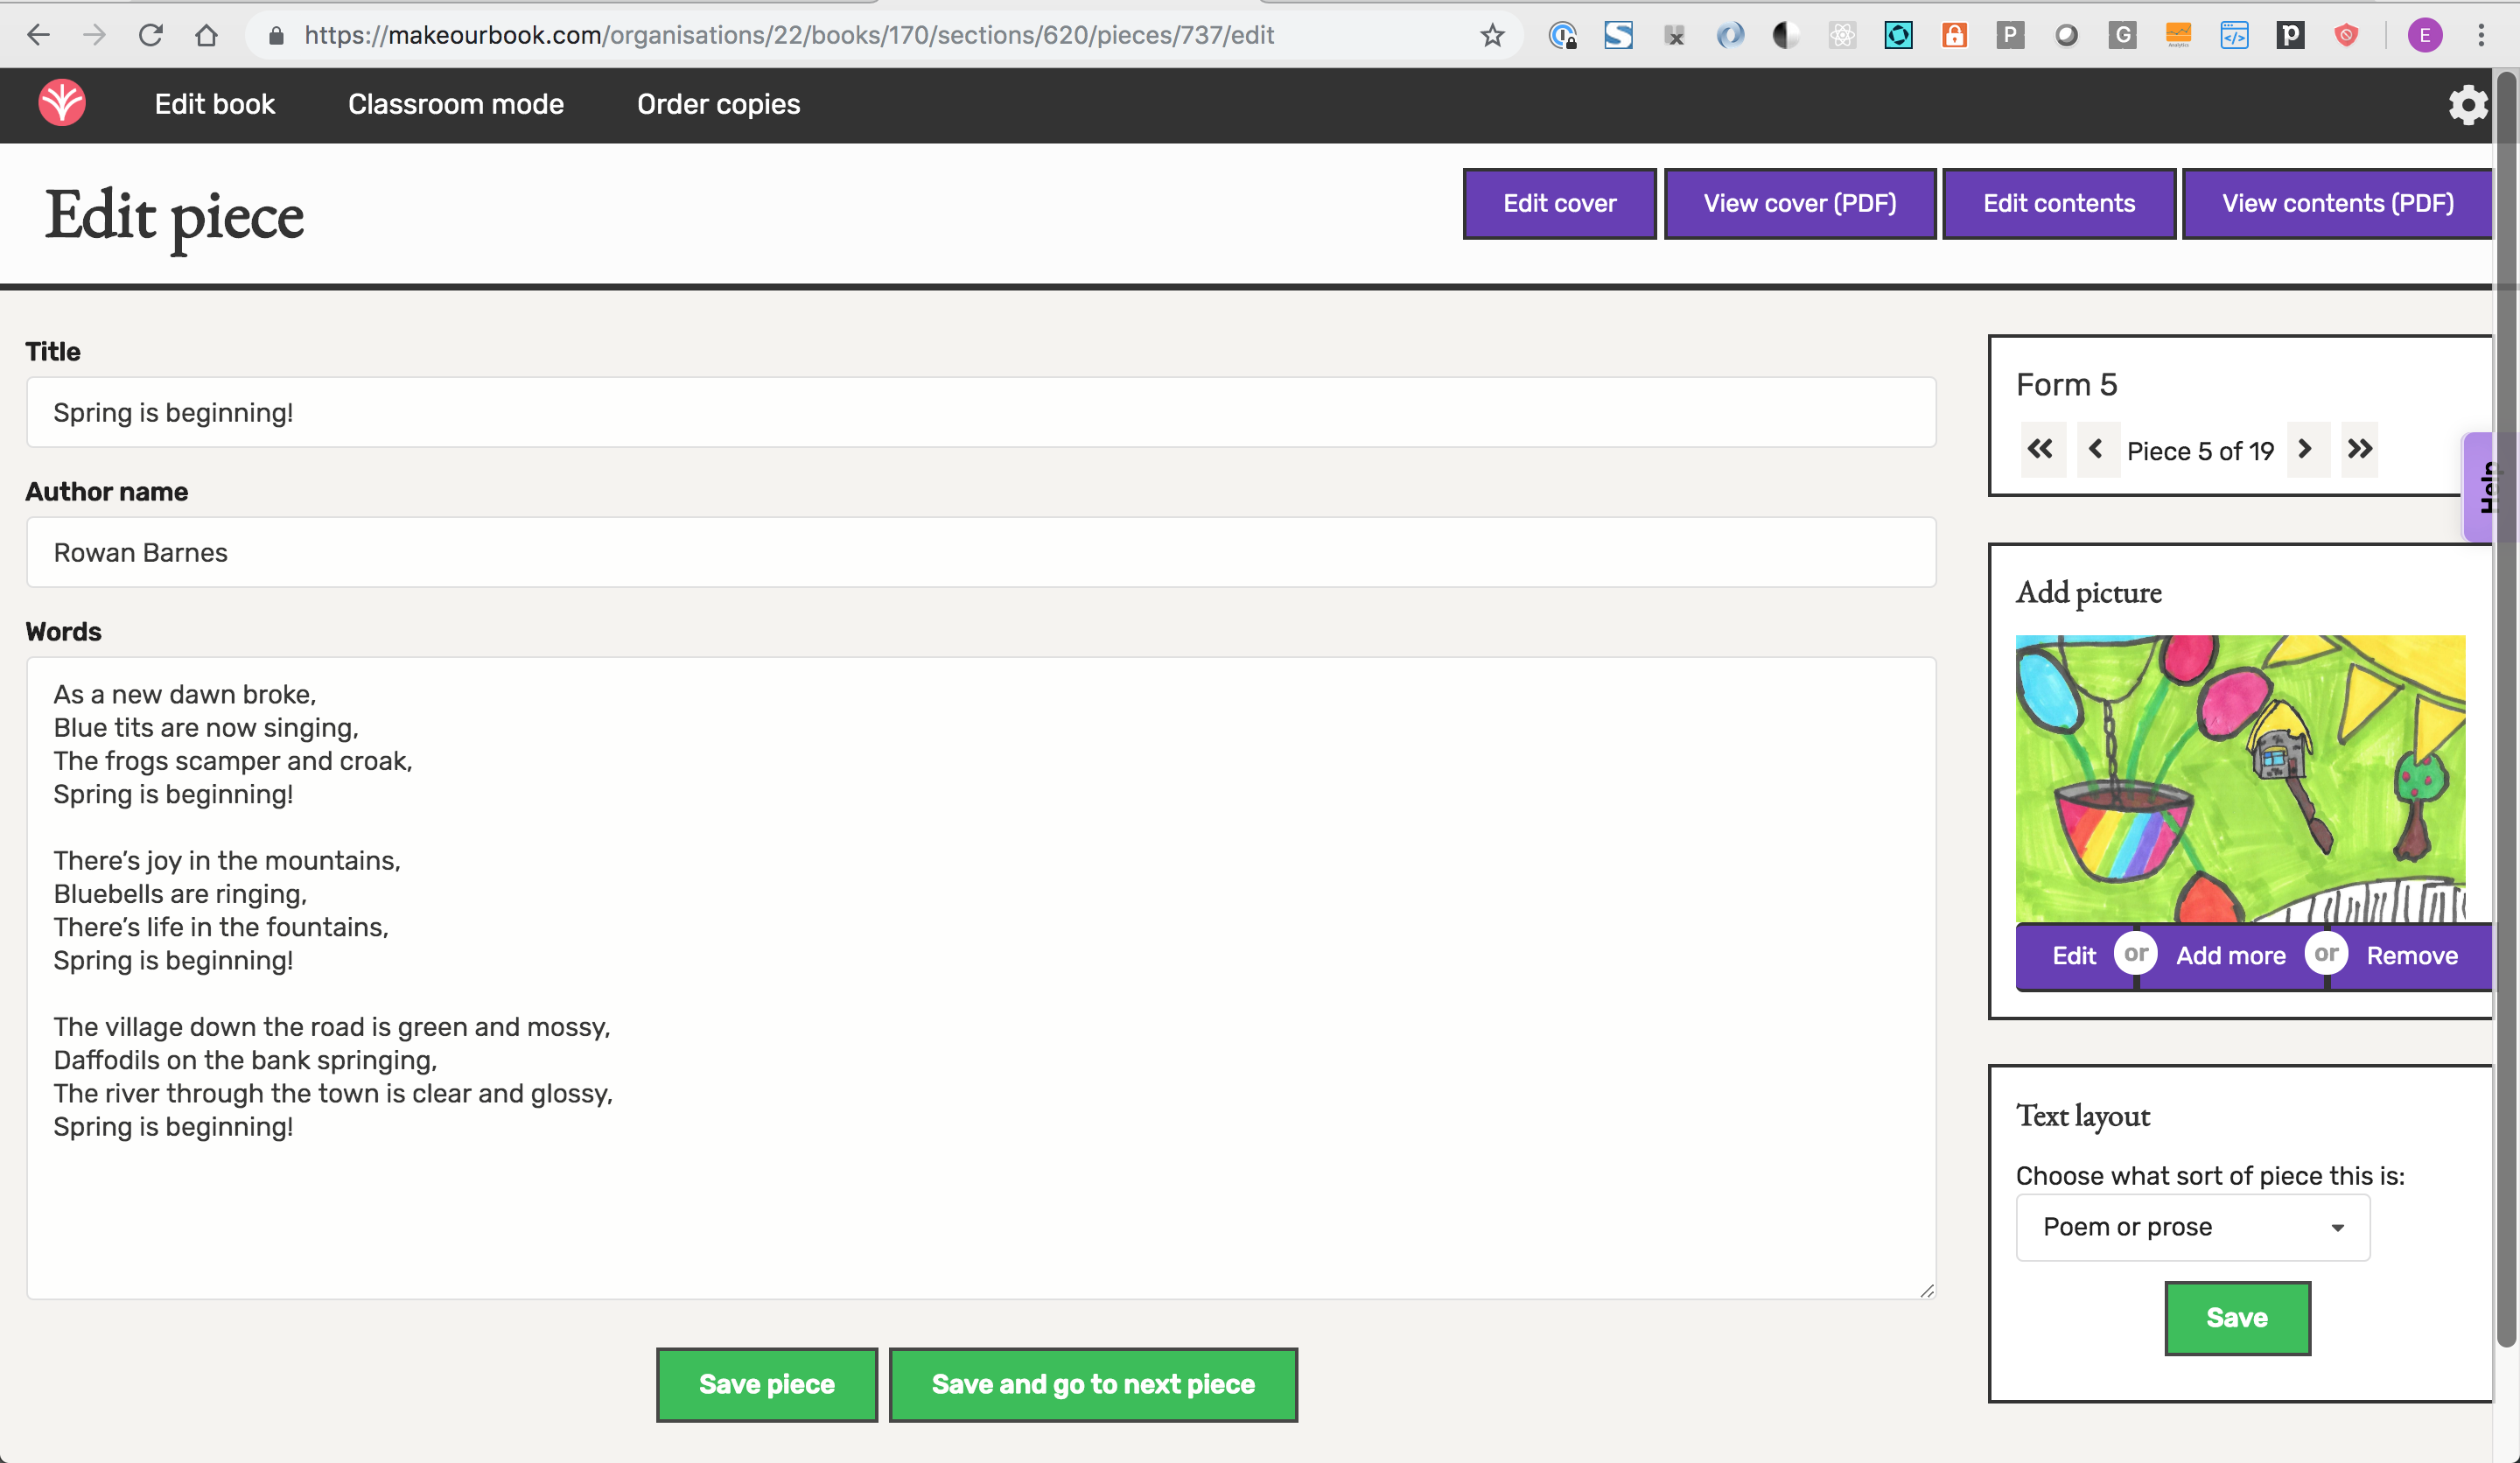 https://makeourbook.com/organisations/22/books/170/sections/620/pieces/737/edit
E
Edit book
Classroom mode
Order copies
Edit piece
Edit cover
View cover (PDF)
Edit contents
View contents (PDF)
Title
Spring is beginning!
Author name
Rowan Barnes
Words
As a new dawn broke,
Blue tits are now singing,
The frogs scamper and croak,
Spring is beginning!
There’s joy in the mountains,
Bluebells are ringing,
There’s life in the fountains,
Spring is beginning!
The village down the road is green and mossy,
Daffodils on the bank springing,
The river through the town is clear and glossy,
Spring is beginning!
Save piece
Save and go to next piece
Form 5
Piece 5 of 19
Help
Add picture
Edit or Add more or Remove
Text layout
Choose what sort of piece this is:
Poem or prose
Save